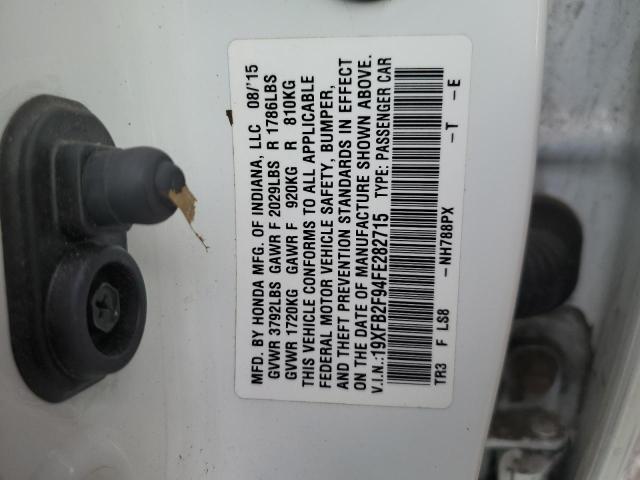 MFD. BY HONDA MFG. OF INDIANA, LLC 08/'15
GVWR 3792LBS GAWR F 2029LBS R 1786LBS
GVWR 1720KG GAWR F 920KG R 810KG
THIS VEHICLE CONFORMS TO ALL APPLICABLE
FEDERAL MOTOR VEHICLE SAFETY, BUMPER,
AND THEFT PREVENTION STANDARDS IN EFFECT
ON THE DATE OF MANUFACTURE SHOWN ABOVE.
V.I.N.:19XFB2F94FE282715 TYPE: PASSENGER CAR
TR3 F LS8 -NH788PX -T -E